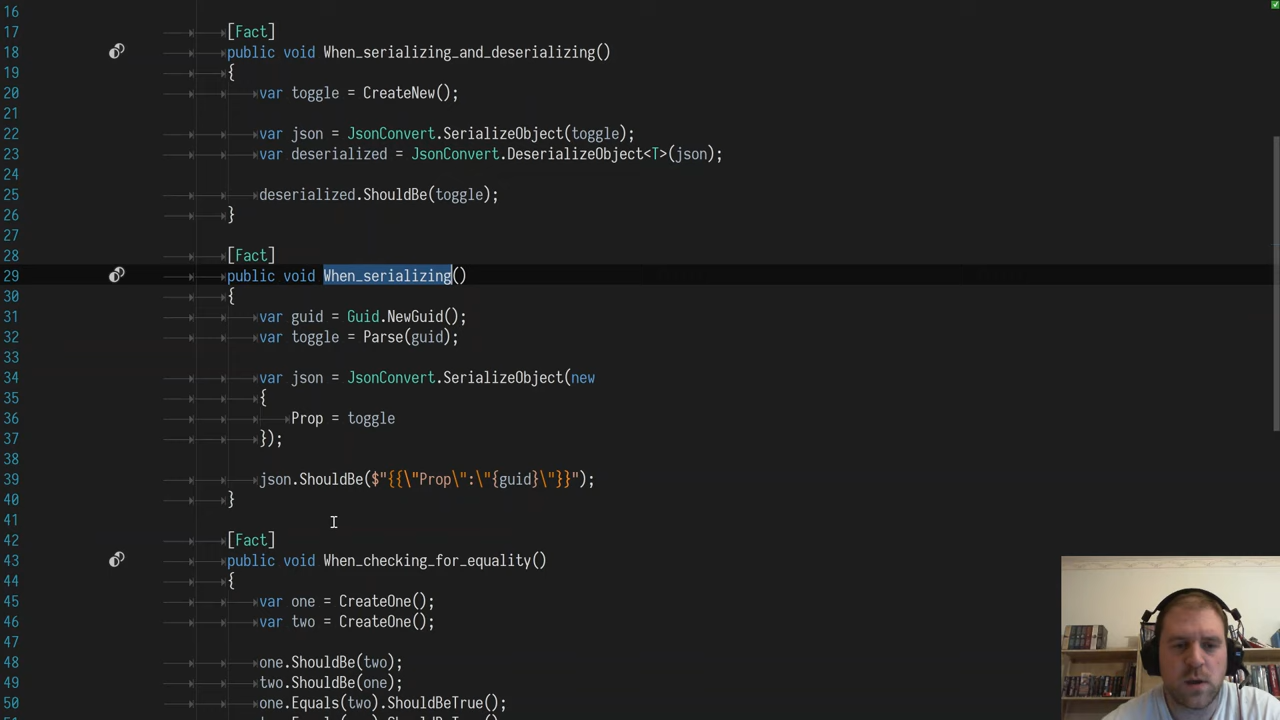 16
17 [Fact]
18 public void When_serializing_and_deserializing()
19 {
20 var toggle = CreateNew();
21
22 var json = JsonConvert.SerializeObject(toggle);
23 var deserialized = JsonConvert.DeserializeObject<T>(json);
24
25 deserialized.ShouldBe(toggle);
26 }
27
28 [Fact]
29 public void When_serializing()
30 {
31 var guid = Guid.NewGuid();
32 var toggle = Parse(guid);
33
34 var json = JsonConvert.SerializeObject(new
35 {
36 Prop = toggle
37 });
38
39 json.ShouldBe($"{{\"Prop\":\"{guid}\"}}");
40 }
41
42 [Fact]
43 public void When_checking_for_equality()
44 {
45 var one = CreateOne();
46 var two = CreateOne();
47
48 one.ShouldBe(two);
49 two.ShouldBe(one);
50 one.Equals(two).ShouldBeTrue();